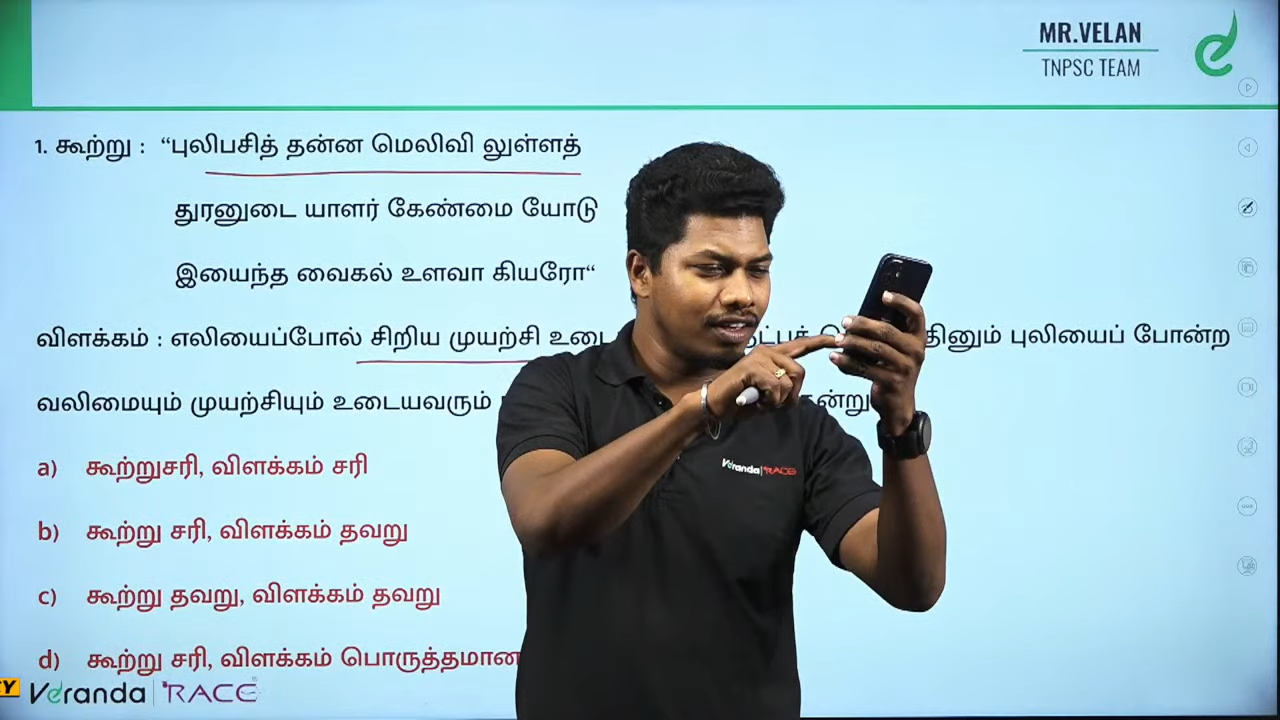 MR.VELAN
TNPSC TEAM
1. கூற்று : “புலிபசித் தன்ன மெலிவி லுள்ளத்
துரனுடை யாளர் கேண்மை யோடு
இயைந்த வைகல் உளவா கியரோ“
விளக்கம் : எலியைப்போல் சிறிய முயற்சி புலியைப் போன்ற
வலிமையும் முயற்சியும் உடையவரும்
a) கூற்றுசரி, விளக்கம் சரி
b) கூற்று சரி, விளக்கம் தவறு
c) கூற்று தவறு, விளக்கம் தவறு
d) கூற்று சரி, விளக்கம்
Veranda RACE
Veranda RACE